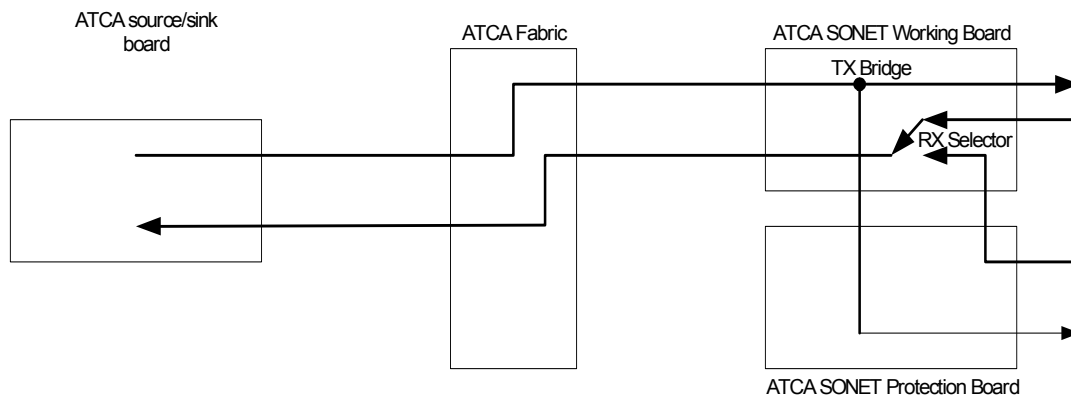 ATCA source/sink
board
ATCA Fabric
ATCA SONET Working Board
TX Bridge
RX Selector
ATCA SONET Protection Board